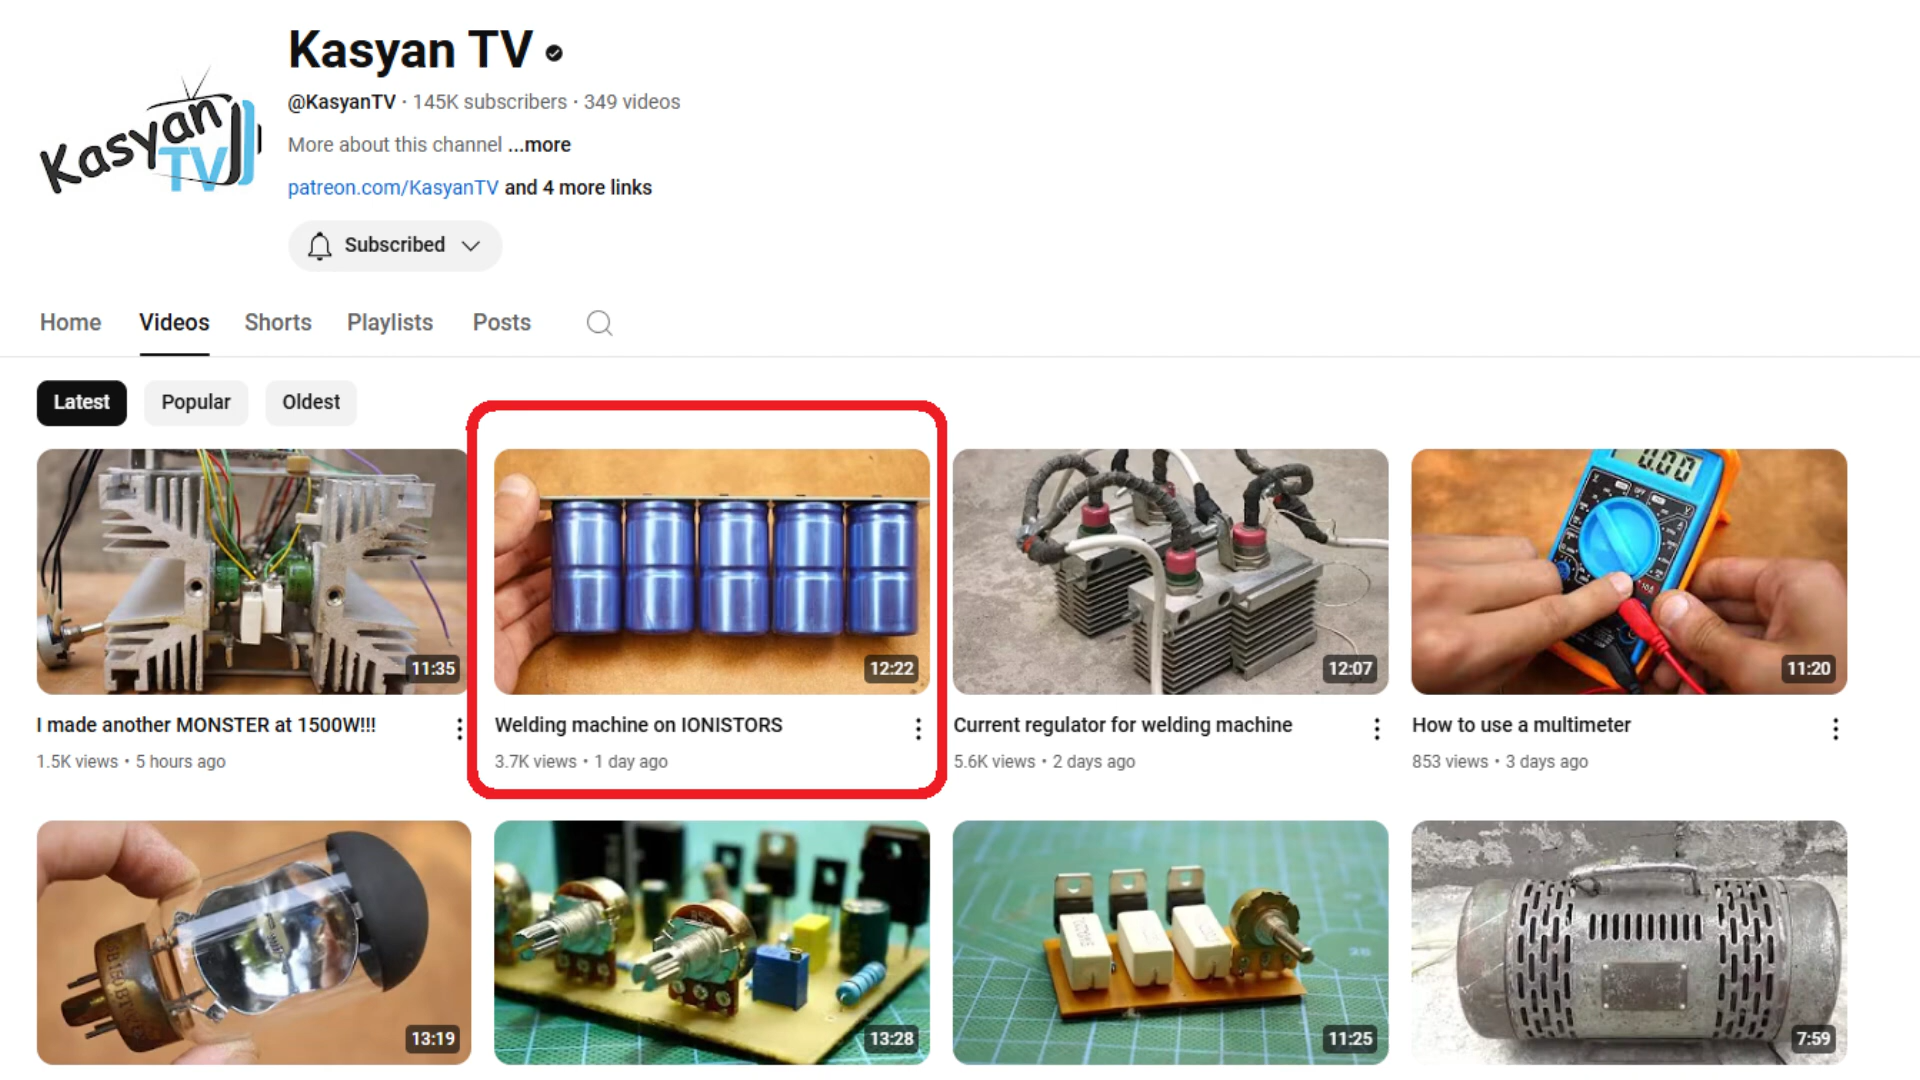 Kasyan TV
Kasyan
TV
@KasyanTV · 145K subscribers · 349 videos
More about this channel ...more
patreon.com/KasyanTV and 4 more links
Subscribed
Home Videos Shorts Playlists Posts
Latest Popular Oldest
0.00
11:35
12:22
12:07
11:20
I made another MONSTER at 1500W!!!
1.5K views • 5 hours ago
Welding machine on IONISTORS
3.7K views • 1 day ago
Current regulator for welding machine
5.6K views • 2 days ago
How to use a multimeter
853 views • 3 days ago
13:19
13:28
11:25
7:59